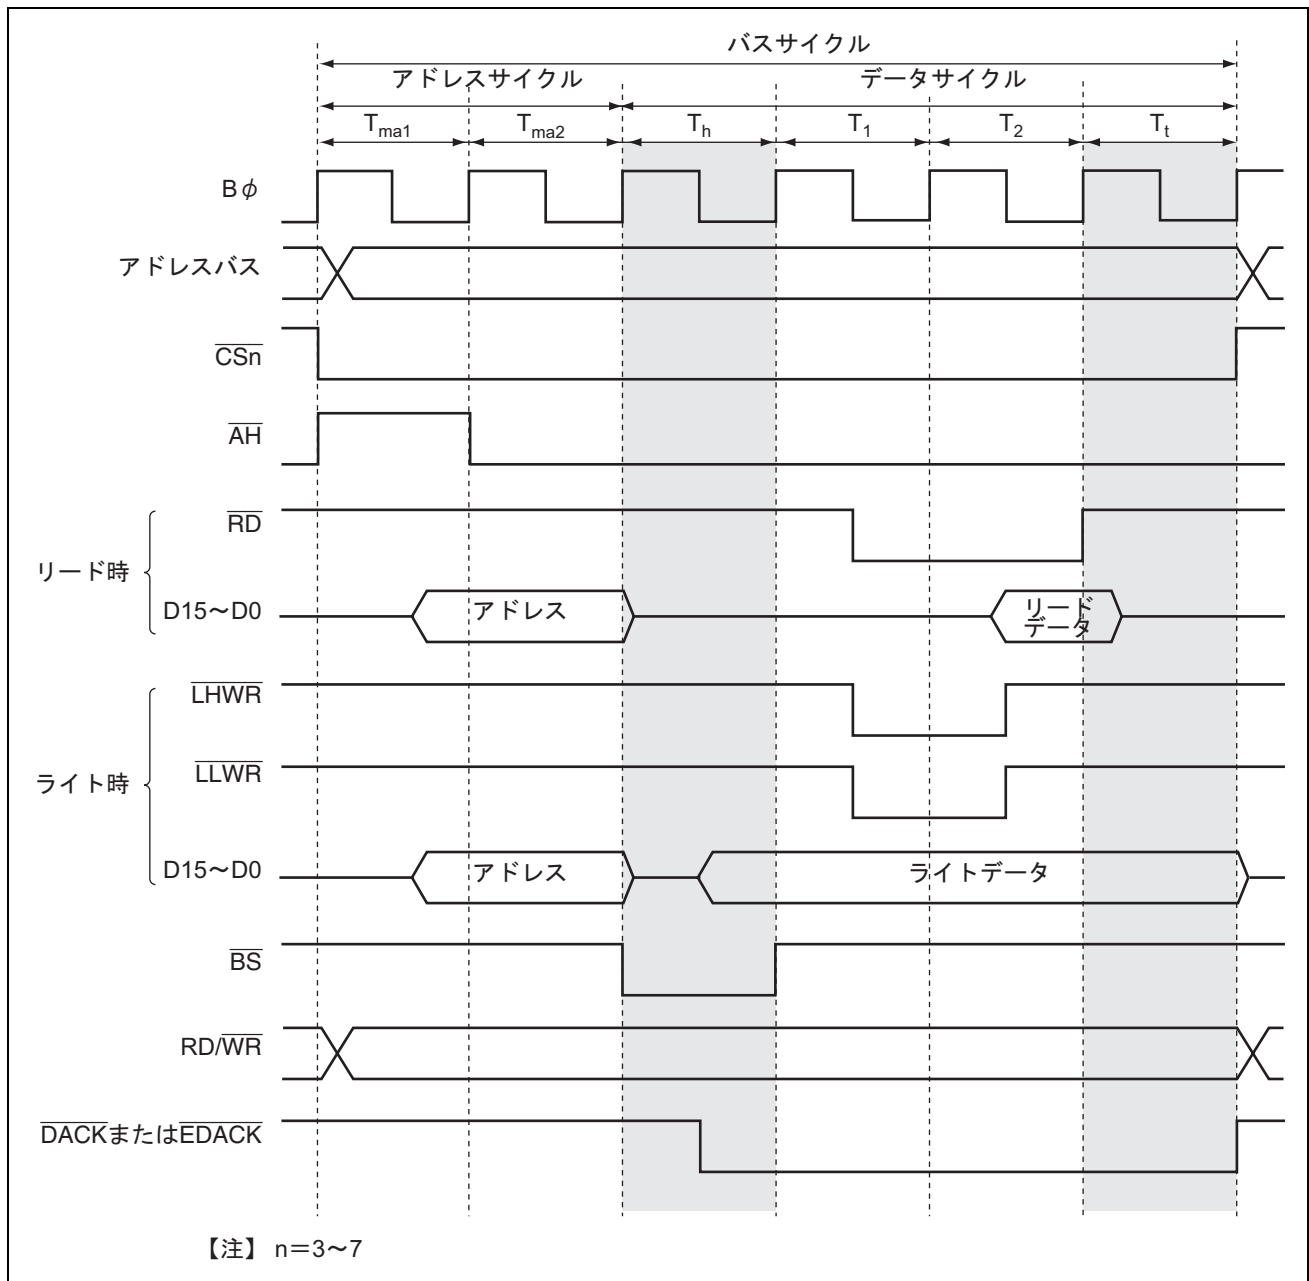 バスサイクル
アドレスサイクル データサイクル
Tma1 Tma2 Th T1 T2 Tt
Bφ
アドレスバス
CSn
AH
RD
リード時
D15～D0 アドレス リード
データ
LHWR
LLWR
ライト時
D15～D0 アドレス ライトデータ
BS
RD/WR
DACKまたはEDACK
【注】 n＝3～7